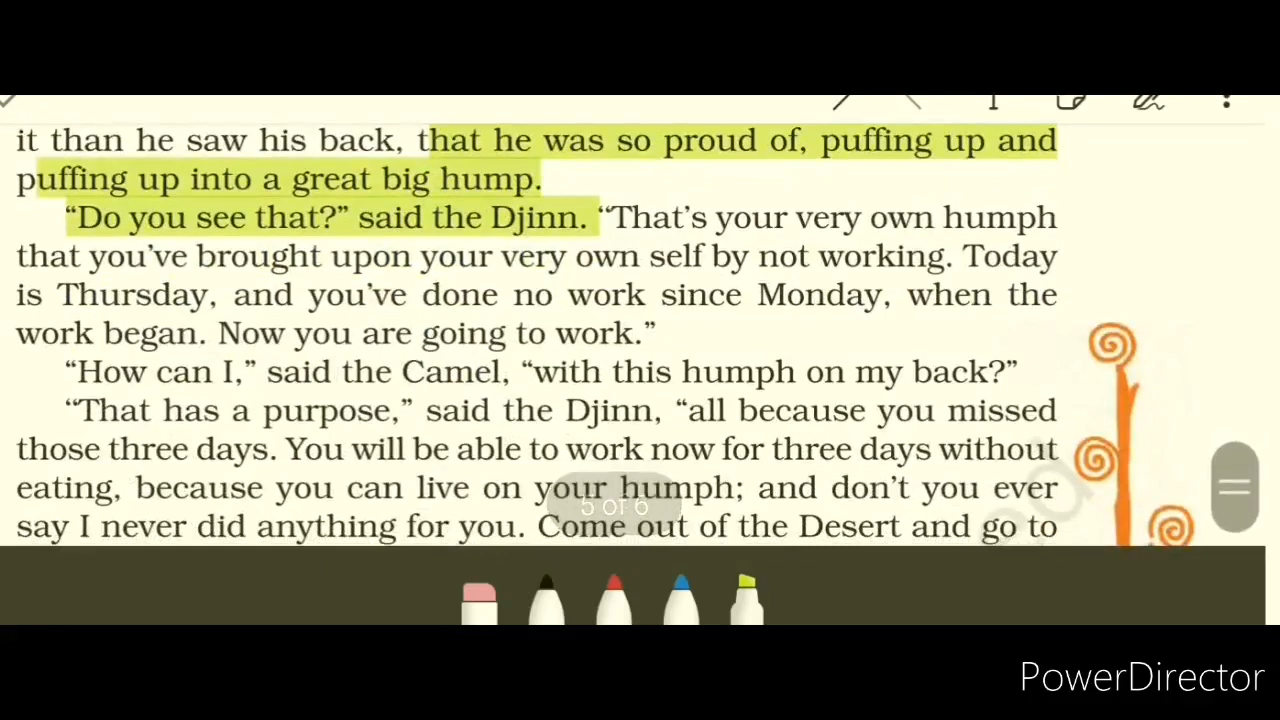 it than he saw his back, that he was so proud of, puffing up and
puffing up into a great big hump.
“Do you see that?” said the Djinn. “That’s your very own humph
that you’ve brought upon your very own self by not working. Today
is Thursday, and you’ve done no work since Monday, when the
work began. Now you are going to work.”
“How can I,” said the Camel, “with this humph on my back?”
“That has a purpose,” said the Djinn, “all because you missed
those three days. You will be able to work now for three days without
eating, because you can live on your humph; and don’t you ever
5 of 6
say I never did anything for you. Come out of the Desert and go to
PowerDirector